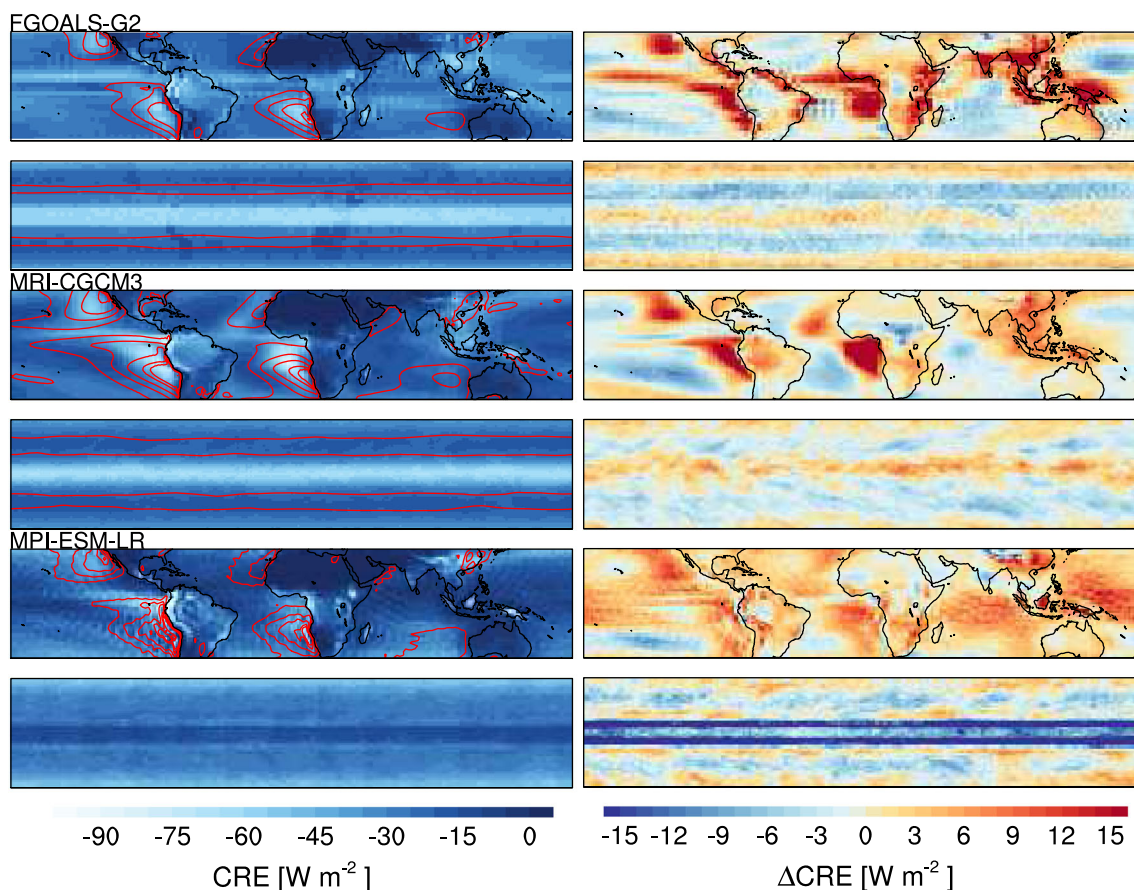 FGOALS-G2
MRI-CGCM3
MPI-ESM-LR
-90 -75 -60 -45 -30 -15 0
-15 -12 -9 -6 -3 0 3 6 9 12 15
CRE [W m⁻²]
ΔCRE [W m⁻²]